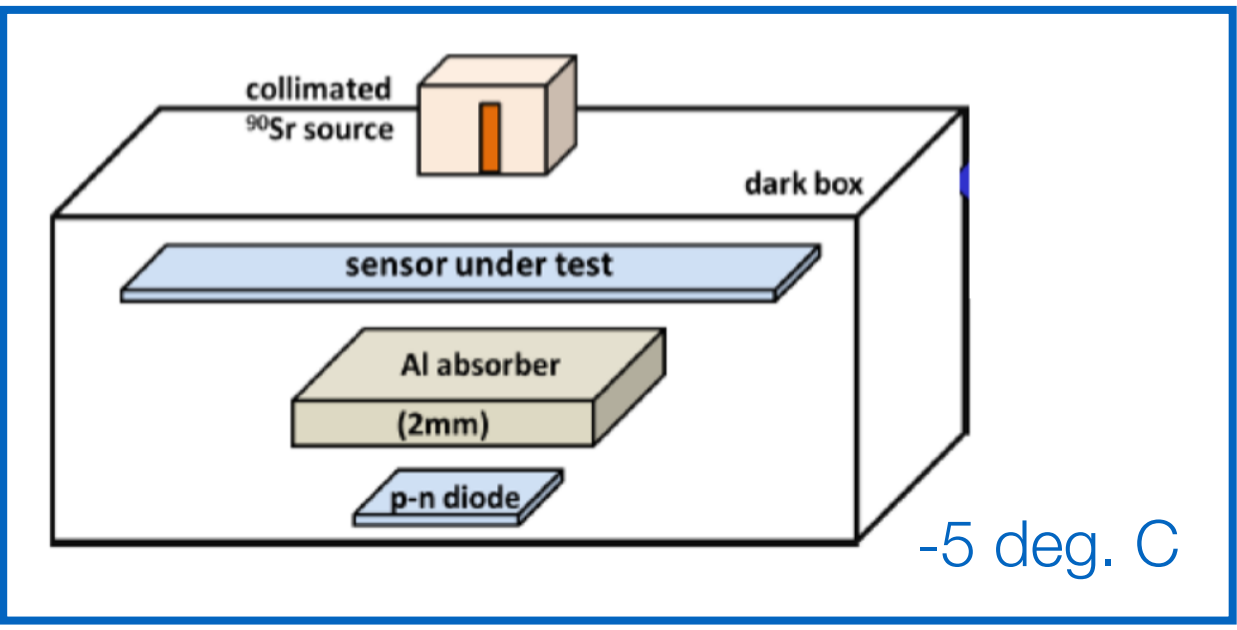 collimated
⁹⁰Sr source
dark box
sensor under test
Al absorber
(2mm)
p-n diode
-5 deg. C